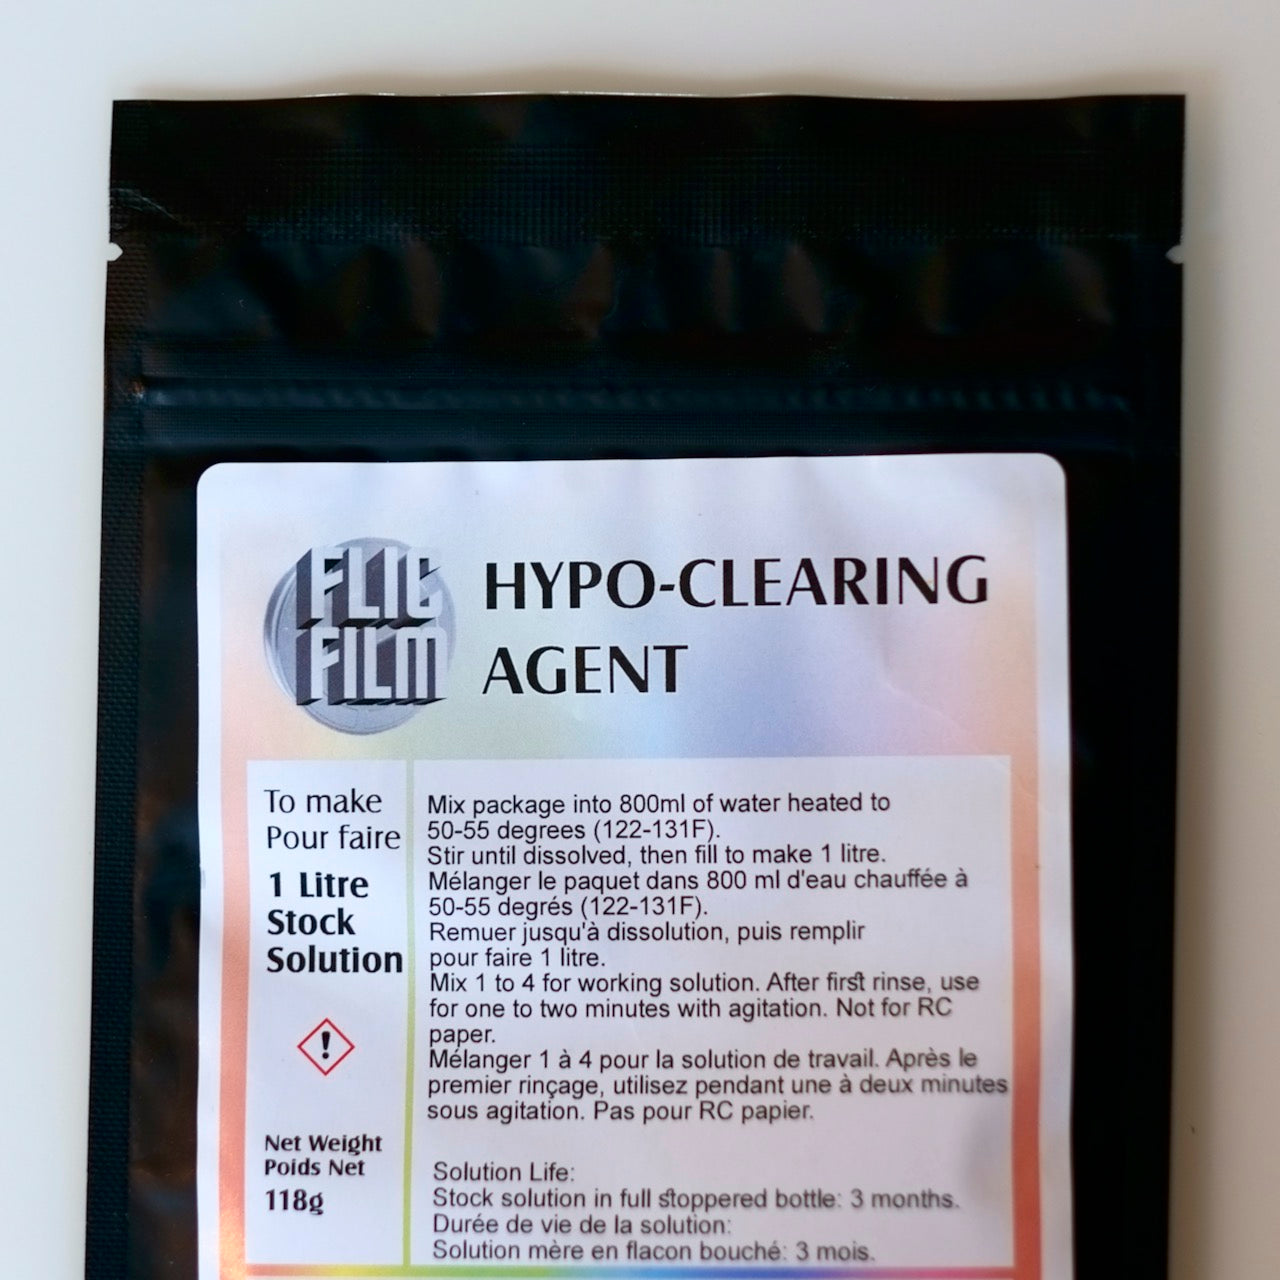 FLIC
FILM
HYPO-CLEARING
AGENT
To make
Pour faire
1 Litre
Stock
Solution
!
Net Weight
Poids Net
118g
Mix package into 800ml of water heated to
50-55 degrees (122-131F).
Stir until dissolved, then fill to make 1 litre.
Mélanger le paquet dans 800 ml d'eau chauffée à
50-55 degrés (122-131F).
Remuer jusqu'à dissolution, puis remplir
pour faire 1 litre.
Mix 1 to 4 for working solution. After first rinse, use
for one to two minutes with agitation. Not for RC
paper.
Mélanger 1 à 4 pour la solution de travail. Après le
premier rinçage, utilisez pendant une à deux minutes
sous agitation. Pas pour RC papier.
Solution Life:
Stock solution in full stoppered bottle: 3 months.
Durée de vie de la solution:
Solution mère en flacon bouché: 3 mois.